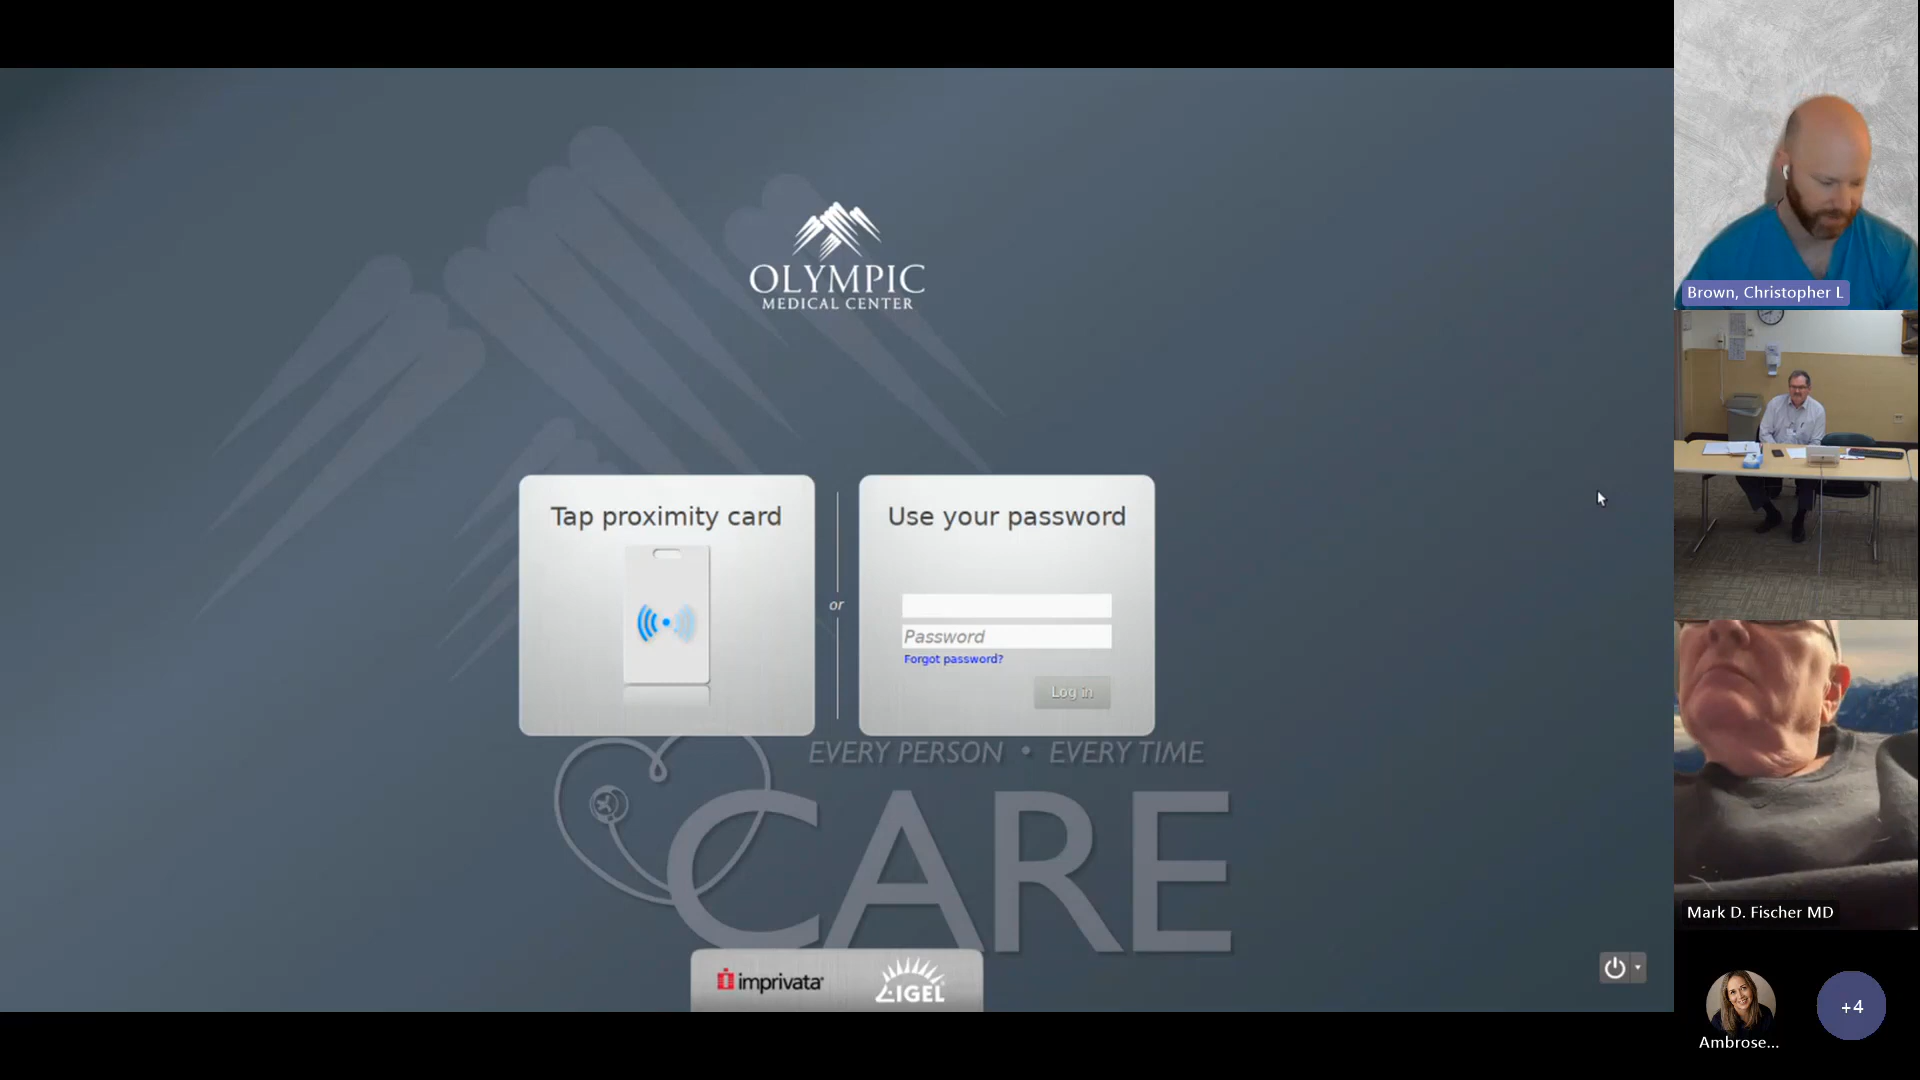 OLYMPIC
MEDICAL CENTER
Tap proximity card
or
Use your password
Password
Forgot password?
Log in
EVERY PERSON • EVERY TIME
CARE
imprivata
IGEL
Brown, Christopher L
Mark D. Fischer MD
Ambrose...
+4